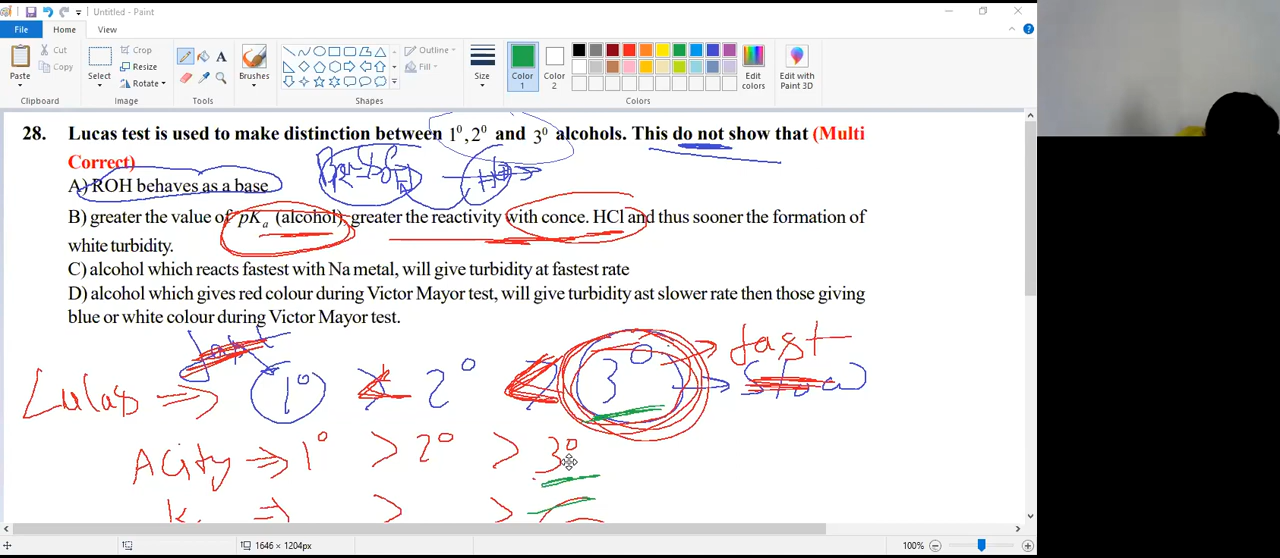 Untitled - Paint
File Home View
Cut
Copy
Paste
Clipboard
Select
Crop
Resize
Rotate
Image
Tools
Brushes
Outline
Fill
Shapes
Size
Color 1
Color 2
Colors
Edit colors
Edit with Paint 3D
28. Lucas test is used to make distinction between 1⁰, 2⁰ and 3⁰ alcohols. This do not show that (Multi
Correct)
A) ROH behaves as a base
B) greater the value of pKₐ (alcohol), greater the reactivity with conce. HCl and thus sooner the formation of
white turbidity.
C) alcohol which reacts fastest with Na metal, will give turbidity at fastest rate
D) alcohol which gives red colour during Victor Mayor test, will give turbidity ast slower rate then those giving
blue or white colour during Victor Mayor test.
fast
Lulas ⇒ 1⁰ < 2⁰ < 3⁰ → slow
Acity ⇒ 1⁰ > 2⁰ > 3⁰
1646 × 1204px
100%